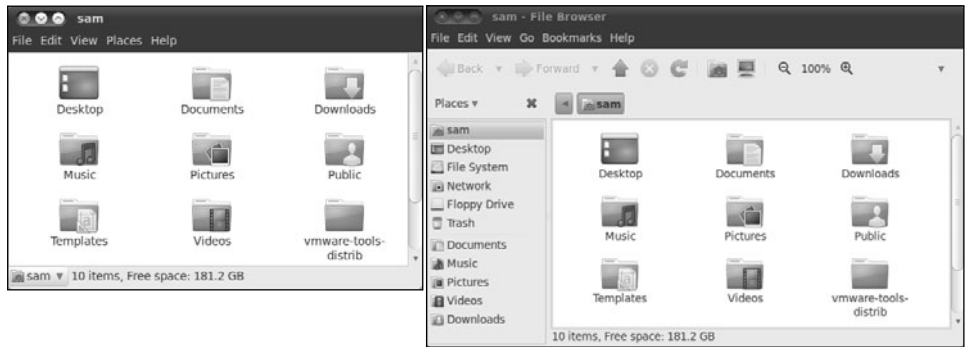 sam
File Edit View Places Help
Desktop Documents Downloads
Music Pictures Public
Templates Videos vmware-tools-
distrib
sam 10 items, Free space: 181.2 GB
sam - File Browser
File Edit View Go Bookmarks Help
Back Forward 100%
Places
sam
sam
Desktop
File System
Network
Floppy Drive
Trash
Documents
Music
Pictures
Videos
Downloads
Desktop Documents Downloads
Music Pictures Public
Templates Videos vmware-tools-
distrib
10 items, Free space: 181.2 GB